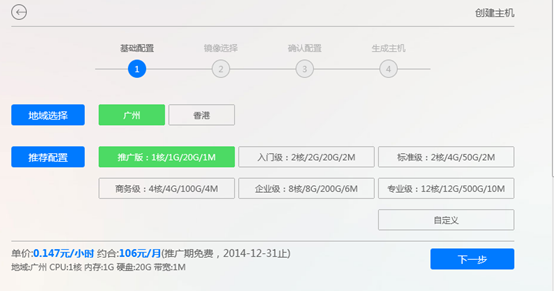 创建主机
基础配置 镜像选择 确认配置 生成主机
1 2 3 4
地域选择 广州 香港
推荐配置 推广版：1核/1G/20G/1M 入门级：2核/2G/20G/2M 标准级：2核/4G/50G/2M
商务级：4核/4G/100G/4M 企业级：8核/8G/200G/6M 专业级：12核/12G/500G/10M
自定义
单价:0.147元/小时 约合:106元/月(推广期免费，2014-12-31止)
地域:广州 CPU:1核 内存:1G 硬盘:20G 带宽:1M
下一步